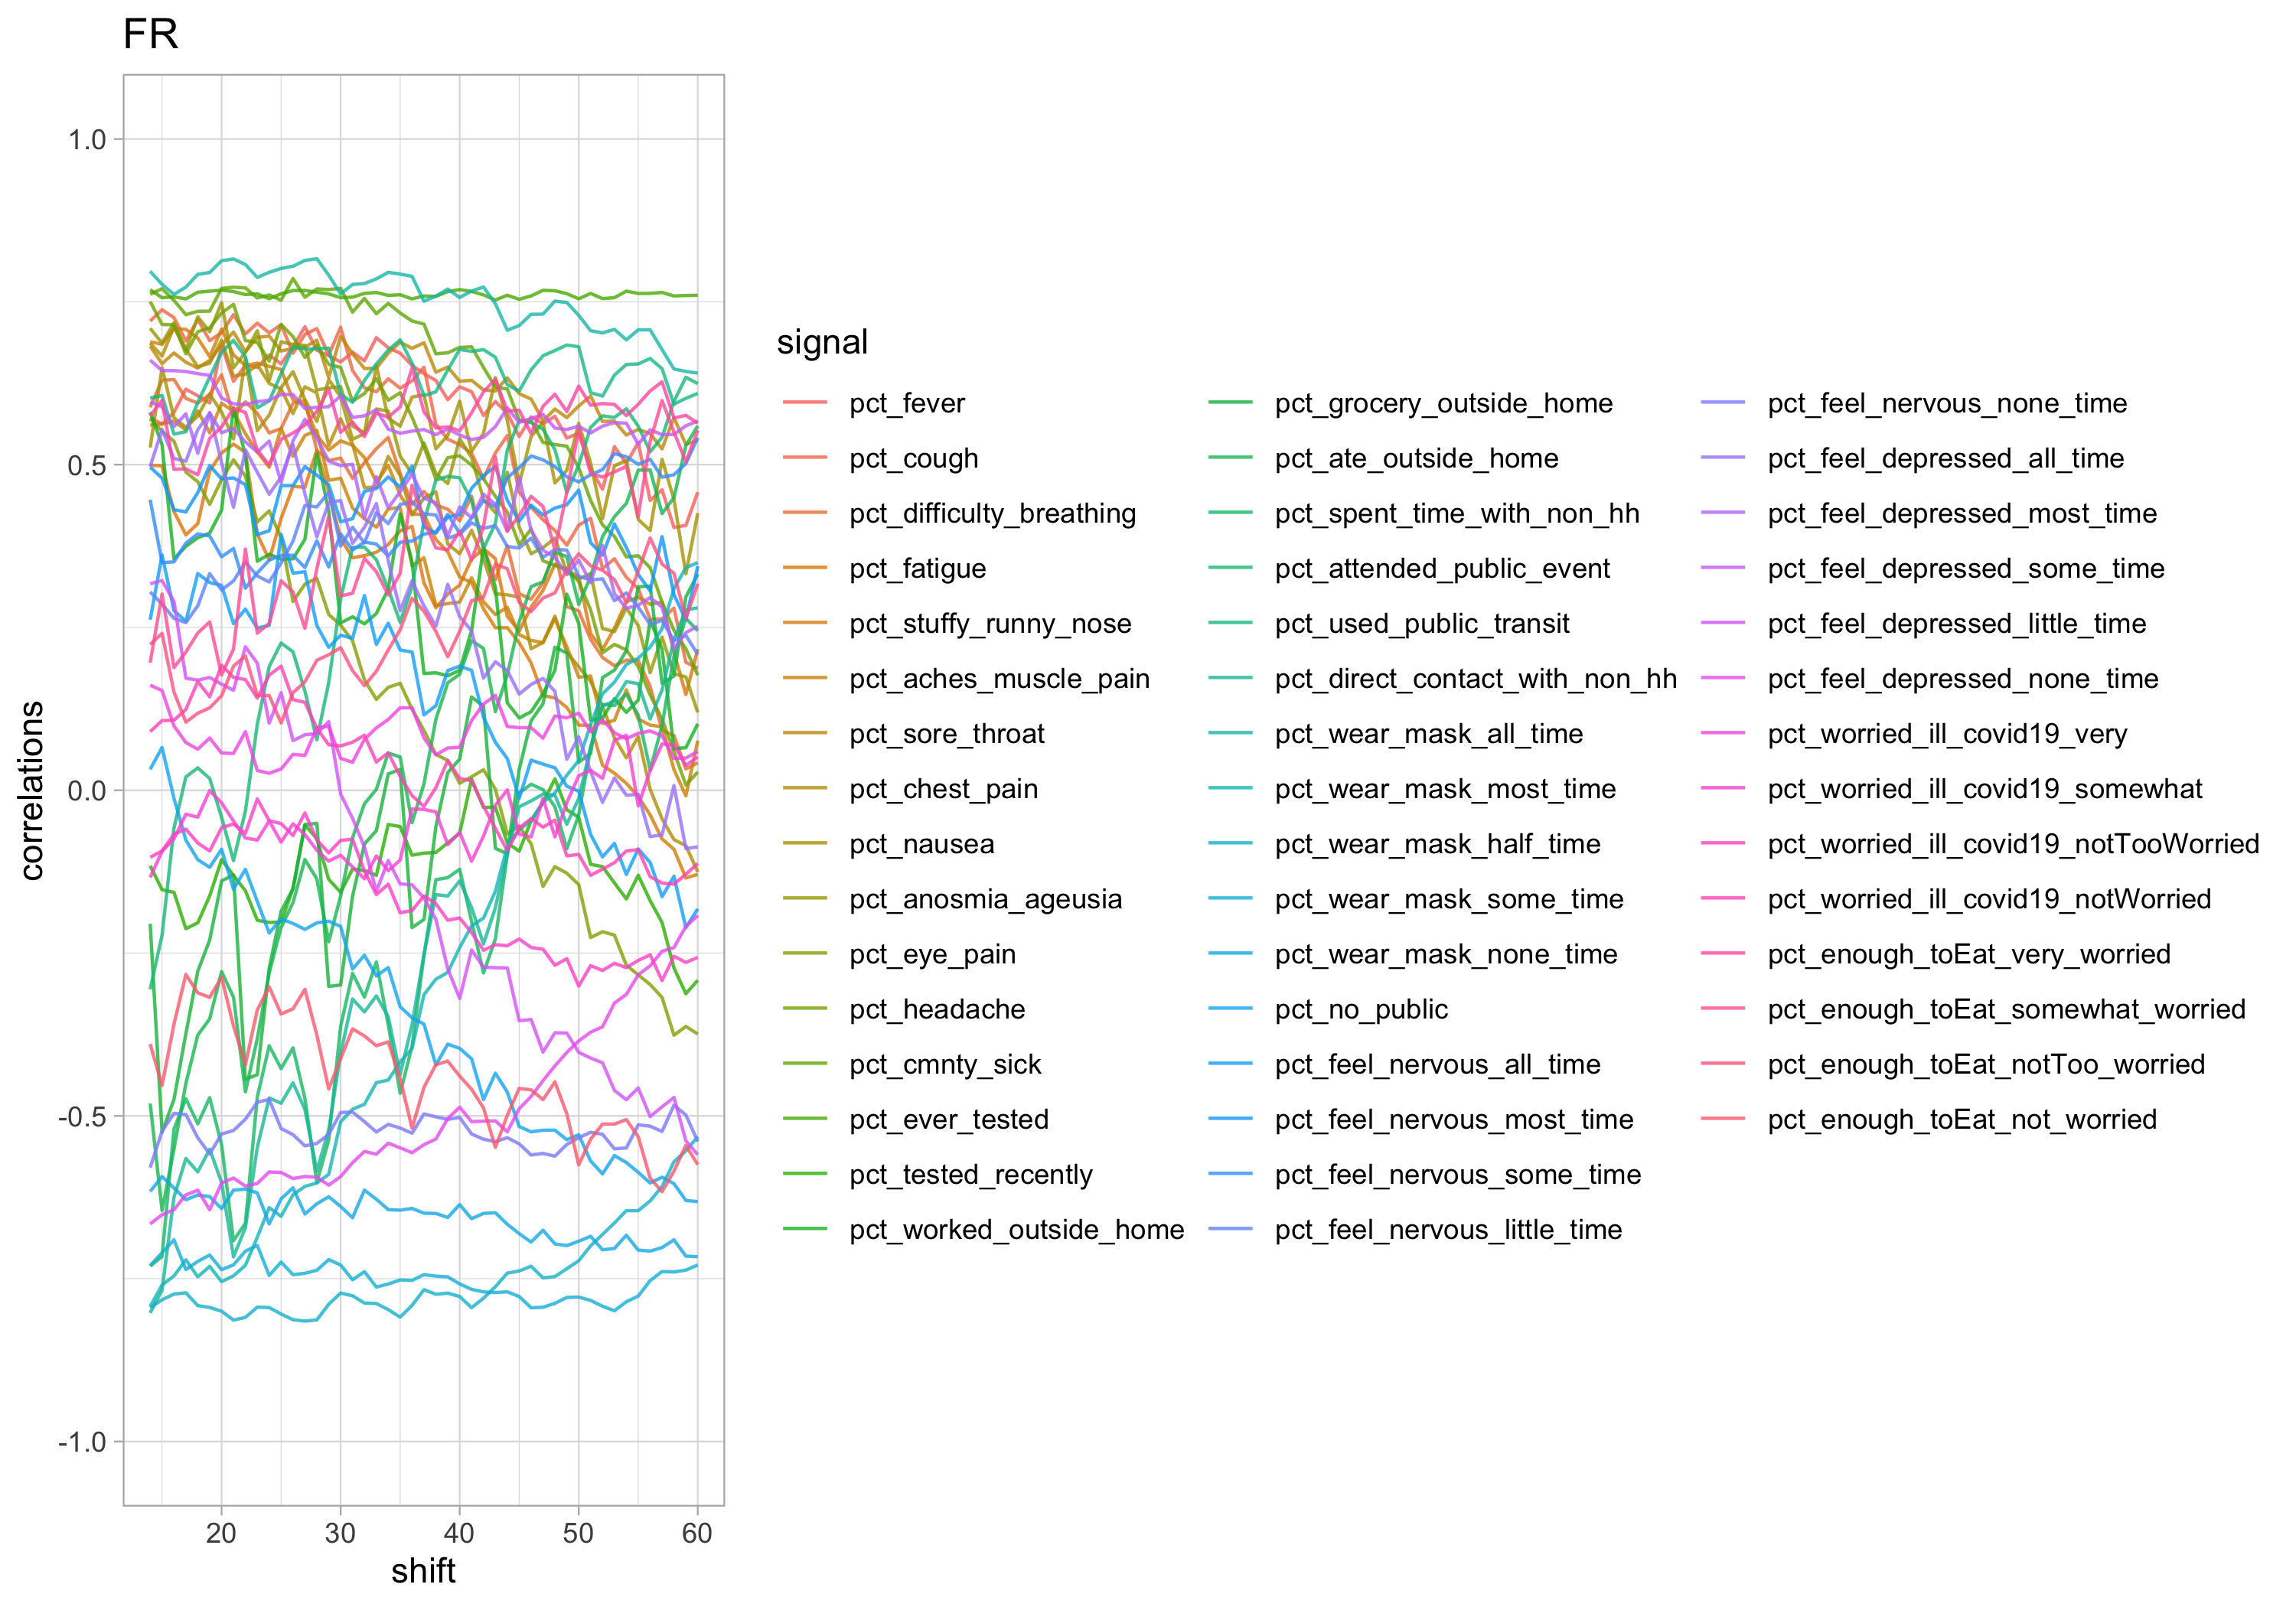 FR
correlations
1.0
0.5
0.0
-0.5
-1.0
20 30 40 50 60
shift
signal
pct_fever
pct_cough
pct_difficulty_breathing
pct_fatigue
pct_stuffy_runny_nose
pct_aches_muscle_pain
pct_sore_throat
pct_chest_pain
pct_nausea
pct_anosmia_ageusia
pct_eye_pain
pct_headache
pct_cmnty_sick
pct_ever_tested
pct_tested_recently
pct_worked_outside_home
pct_grocery_outside_home
pct_ate_outside_home
pct_spent_time_with_non_hh
pct_attended_public_event
pct_used_public_transit
pct_direct_contact_with_non_hh
pct_wear_mask_all_time
pct_wear_mask_most_time
pct_wear_mask_half_time
pct_wear_mask_some_time
pct_wear_mask_none_time
pct_no_public
pct_feel_nervous_all_time
pct_feel_nervous_most_time
pct_feel_nervous_some_time
pct_feel_nervous_little_time
pct_feel_nervous_none_time
pct_feel_depressed_all_time
pct_feel_depressed_most_time
pct_feel_depressed_some_time
pct_feel_depressed_little_time
pct_feel_depressed_none_time
pct_worried_ill_covid19_very
pct_worried_ill_covid19_somewhat
pct_worried_ill_covid19_notTooWorried
pct_worried_ill_covid19_notWorried
pct_enough_toEat_very_worried
pct_enough_toEat_somewhat_worried
pct_enough_toEat_notToo_worried
pct_enough_toEat_not_worried